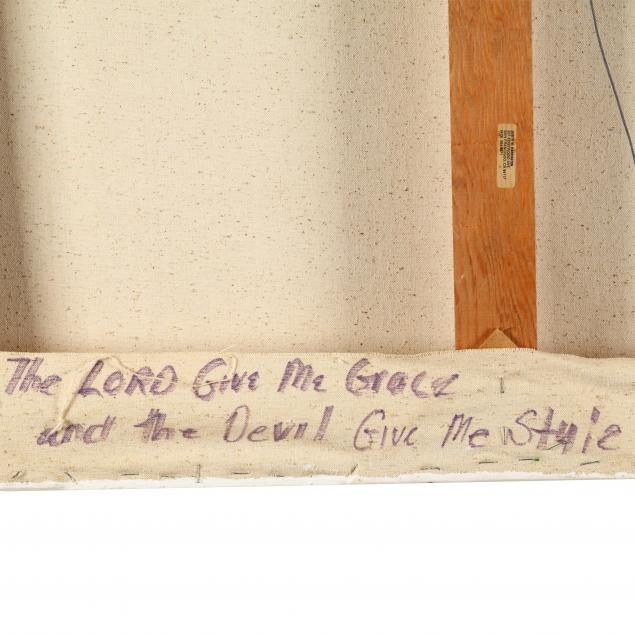 The LORD Give Me Grace
and the Devil Give Me Style